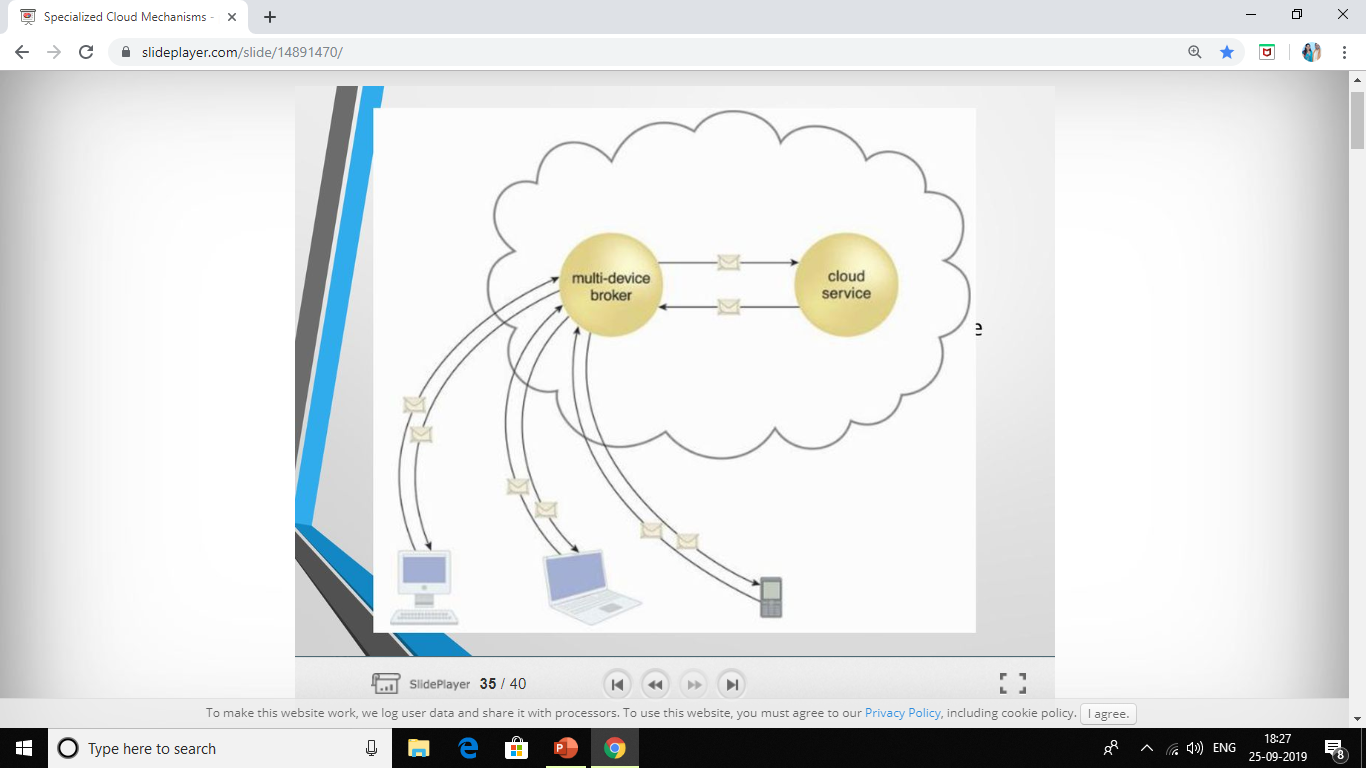 Specialized Cloud Mechanisms -
slideplayer.com/slide/14891470/
multi-device
broker
cloud
service
e
SlidePlayer 35 / 40
To make this website work, we log user data and share it with processors. To use this website, you must agree to our Privacy Policy, including cookie policy. I agree.
Type here to search
ENG
18:27
25-09-2019
8